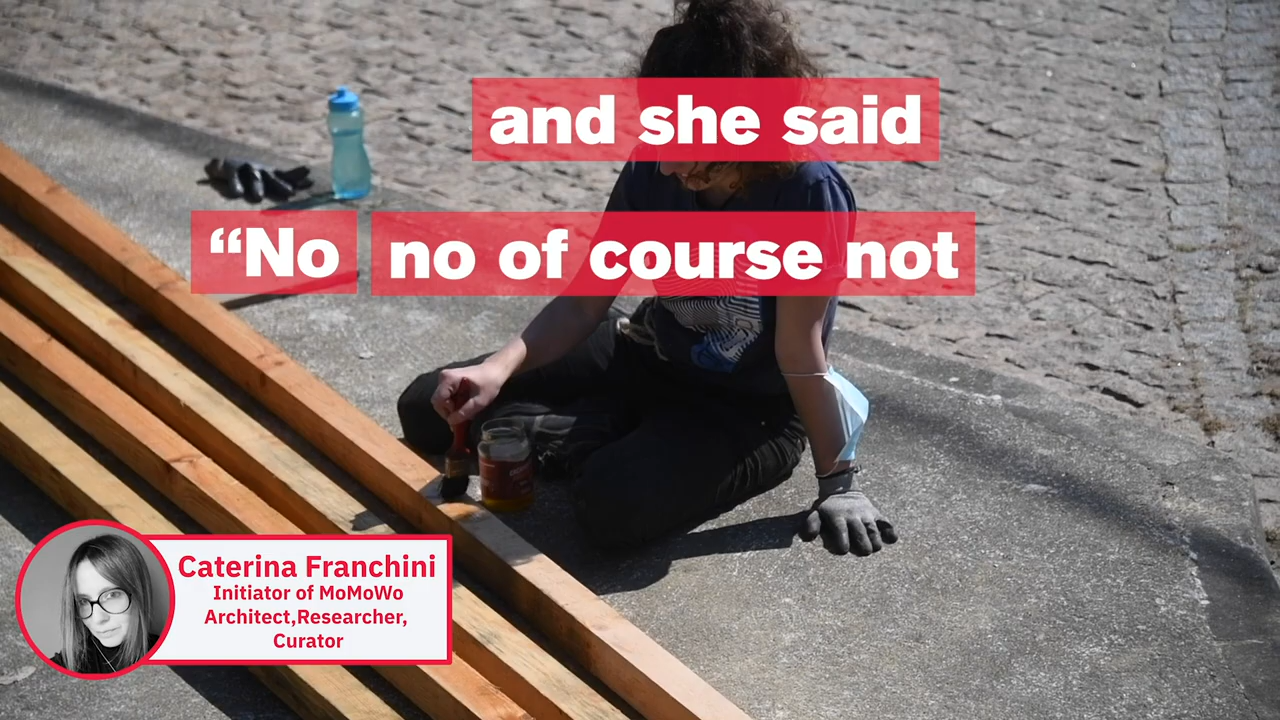 and she said
“No no of course not
Caterina Franchini
Initiator of MoMoWo
Architect,Researcher,
Curator